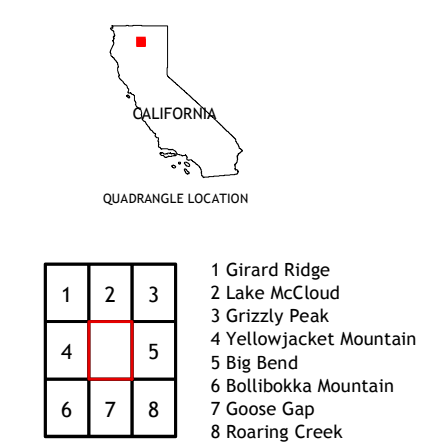 CALIFORNIA
QUADRANGLE LOCATION
1 2 3
4 5
6 7 8
1 Girard Ridge
2 Lake McCloud
3 Grizzly Peak
4 Yellowjacket Mountain
5 Big Bend
6 Bollibokka Mountain
7 Goose Gap
8 Roaring Creek